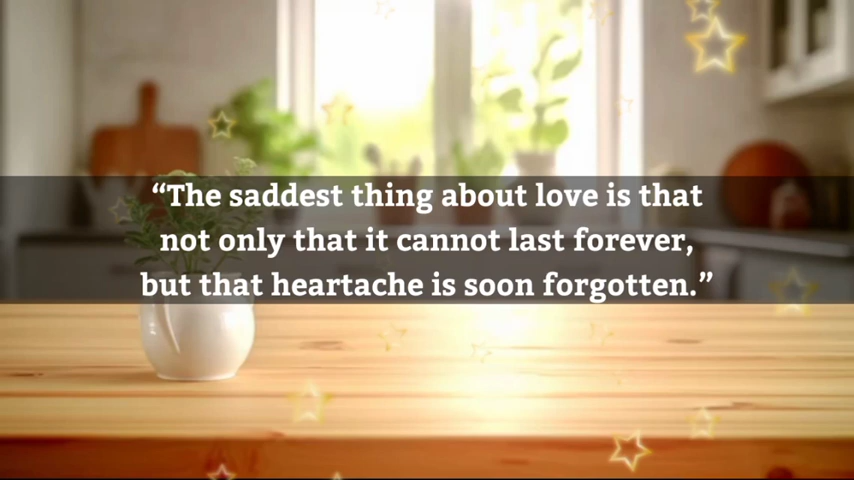 “The saddest thing about love is that
not only that it cannot last forever,
but that heartache is soon forgotten.”